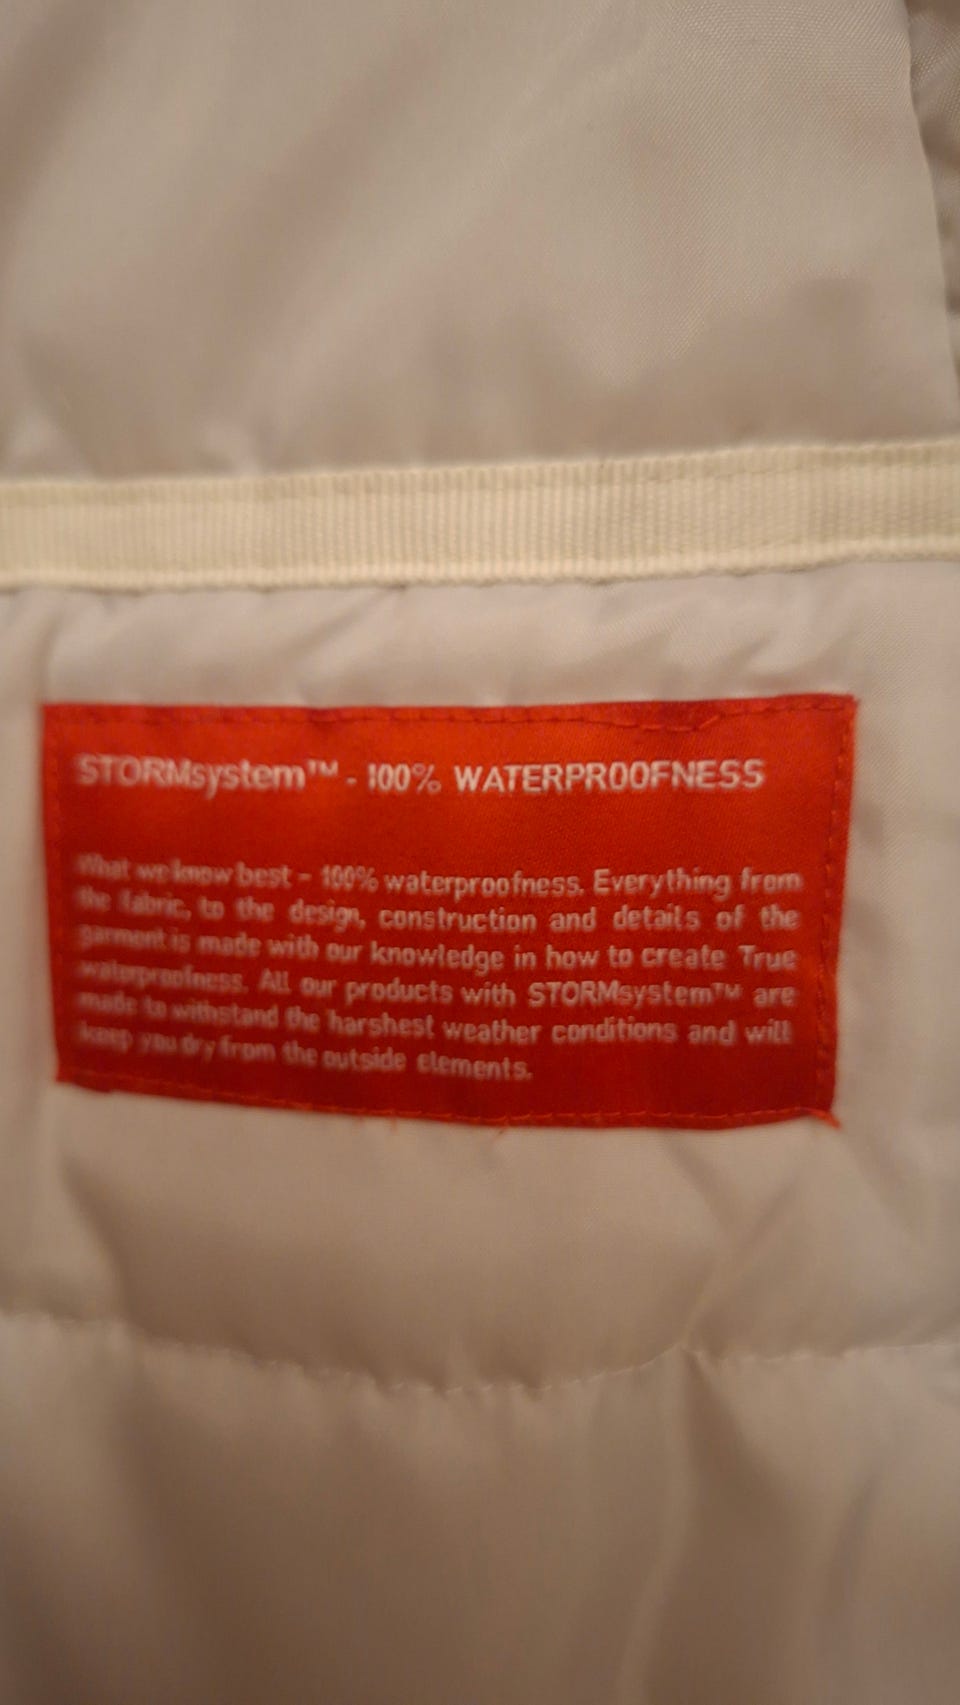 STORMsystem™ - 100% WATERPROOFNESS
What we know best - 100% waterproofness. Everything from
the fabric, to the design, construction and details of the
garment is made with our knowledge in how to create True
waterproofness. All our products with STORMsystem™ are
made to withstand the harshest weather conditions and will
keep you dry from the outside elements.